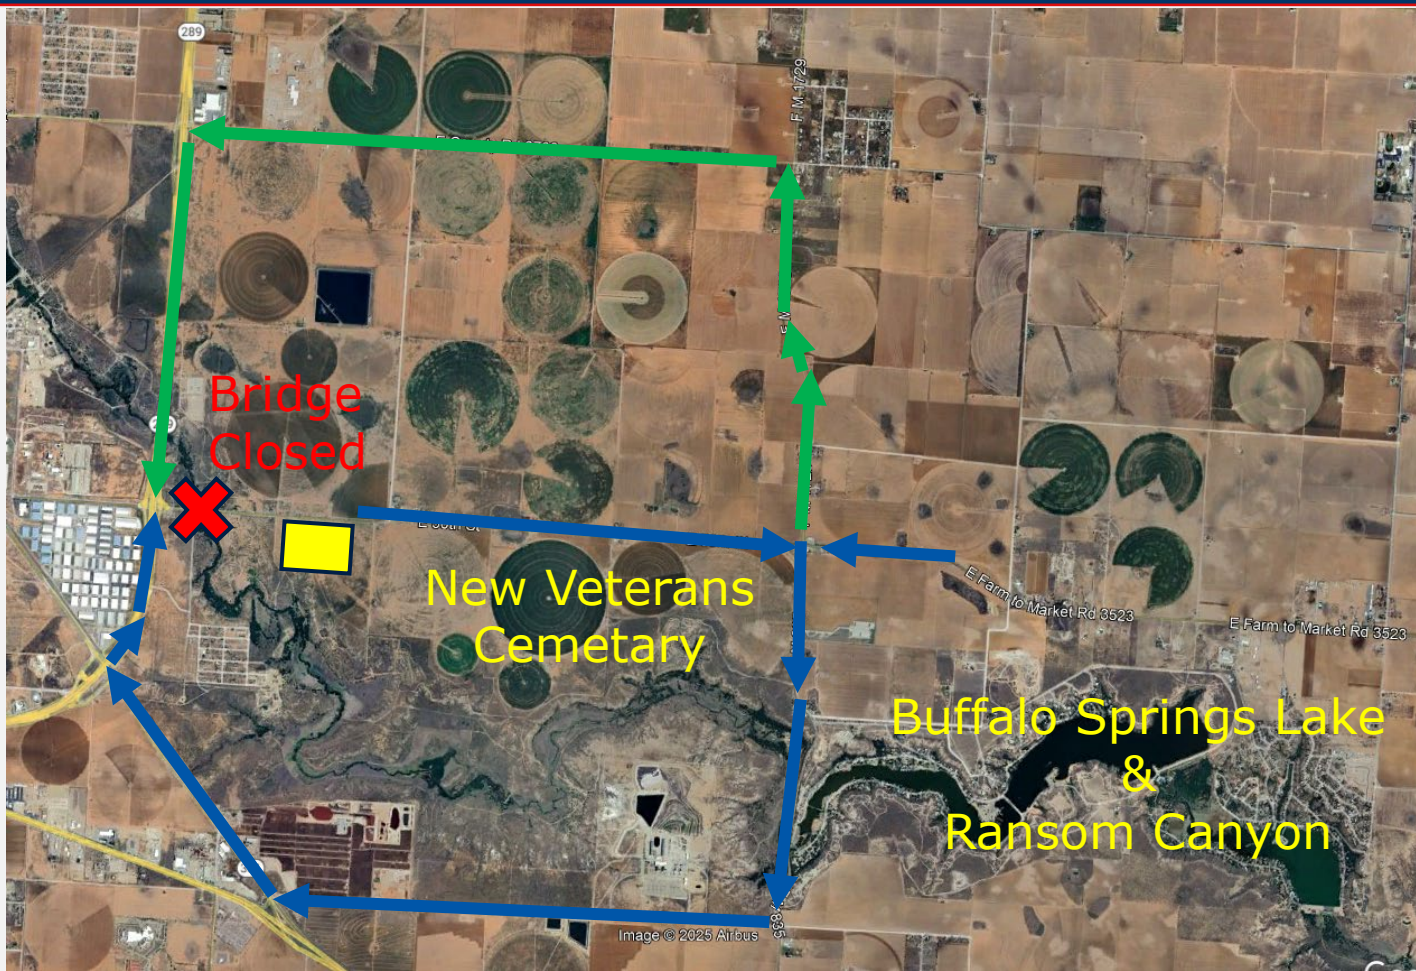 289
F M 1729
Bridge
Closed
E 50th St
New Veterans
Cemetary
E Farm to Market Rd 3523
E Farm to Market Rd 3523
Buffalo Springs Lake
&
Ransom Canyon
835
Image © 2025 Airbus